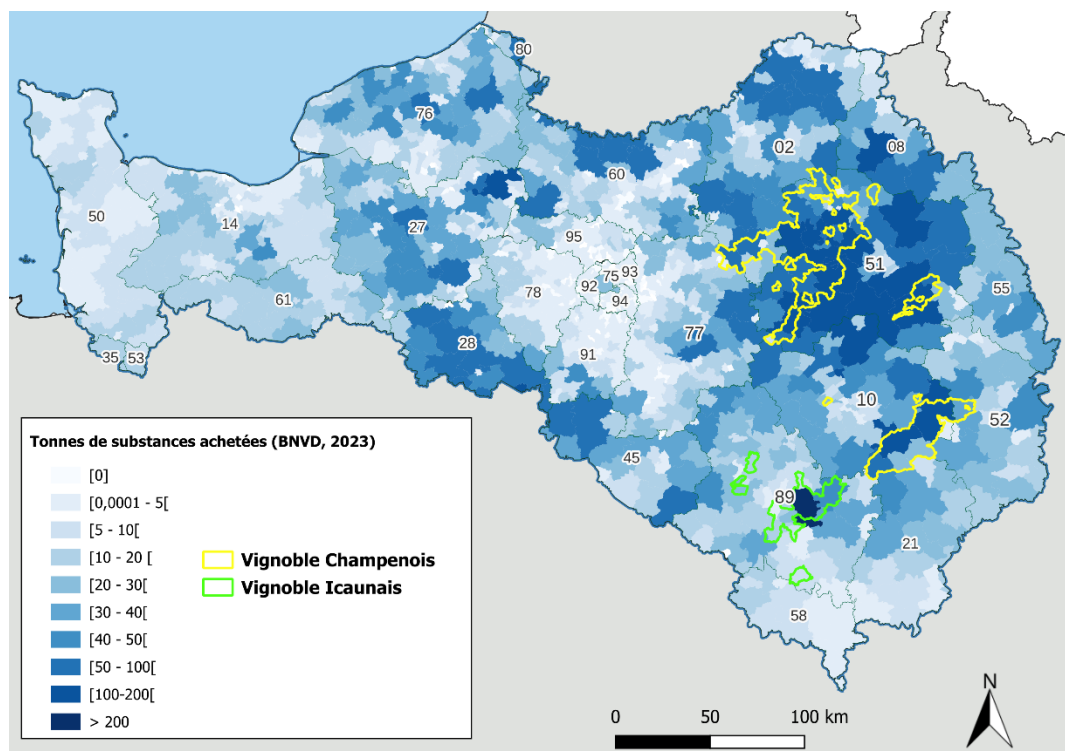 80
76
02
08
60
50
14
27
95
51
75
93
92
55
94
78
61
77
28
91
35
53
10
52
45
89
21
58
Tonnes de substances achetées (BNVD, 2023)
[0]
[0,0001 - 5[
[5 - 10[
[10 - 20 [
[20 - 30[
[30 - 40[
[40 - 50[
[50 - 100[
[100-200[
> 200
Vignoble Champenois
Vignoble Icaunais
0 50 100 km
N